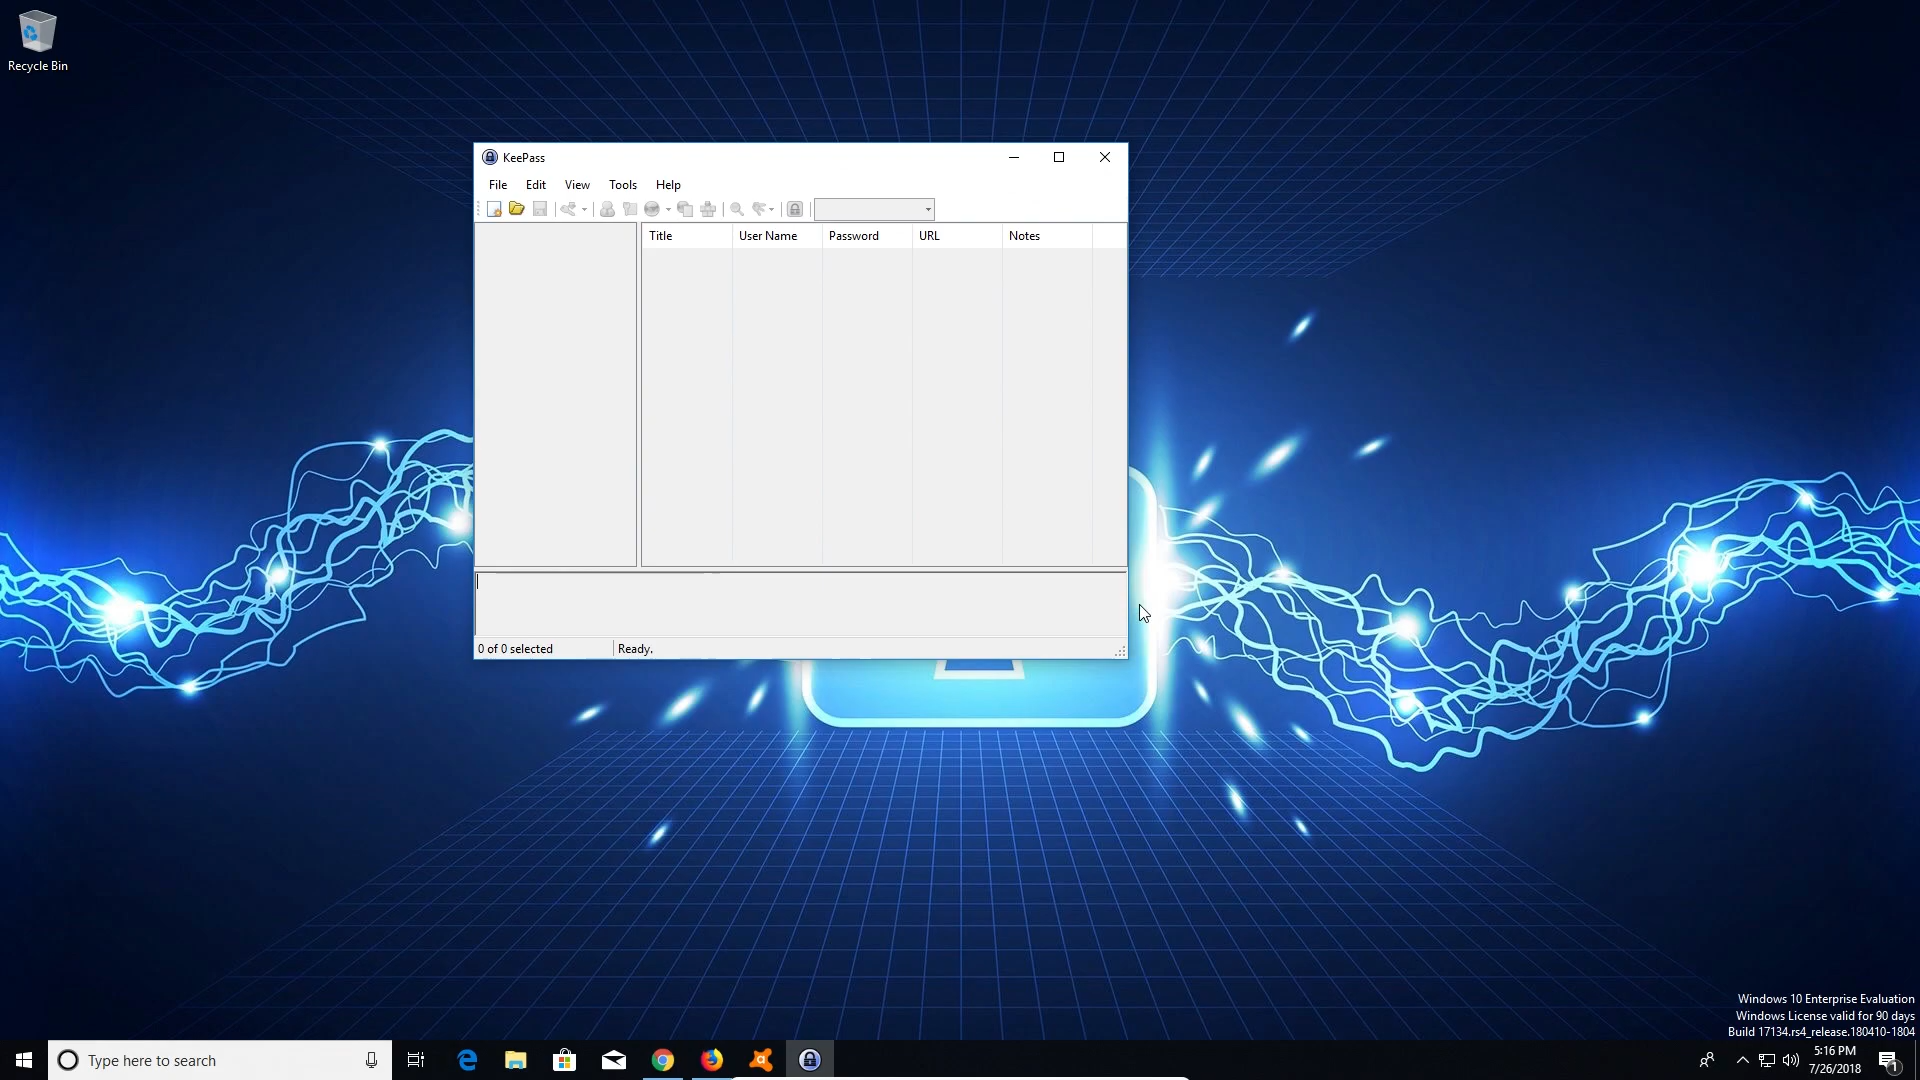 Recycle Bin
KeePass
File Edit View Tools Help
Title User Name Password URL Notes
0 of 0 selected Ready.
Windows 10 Enterprise Evaluation
Windows License valid for 90 days
Build 17134.rs4_release.180410-1804
Type here to search
5:16 PM
7/26/2018
1